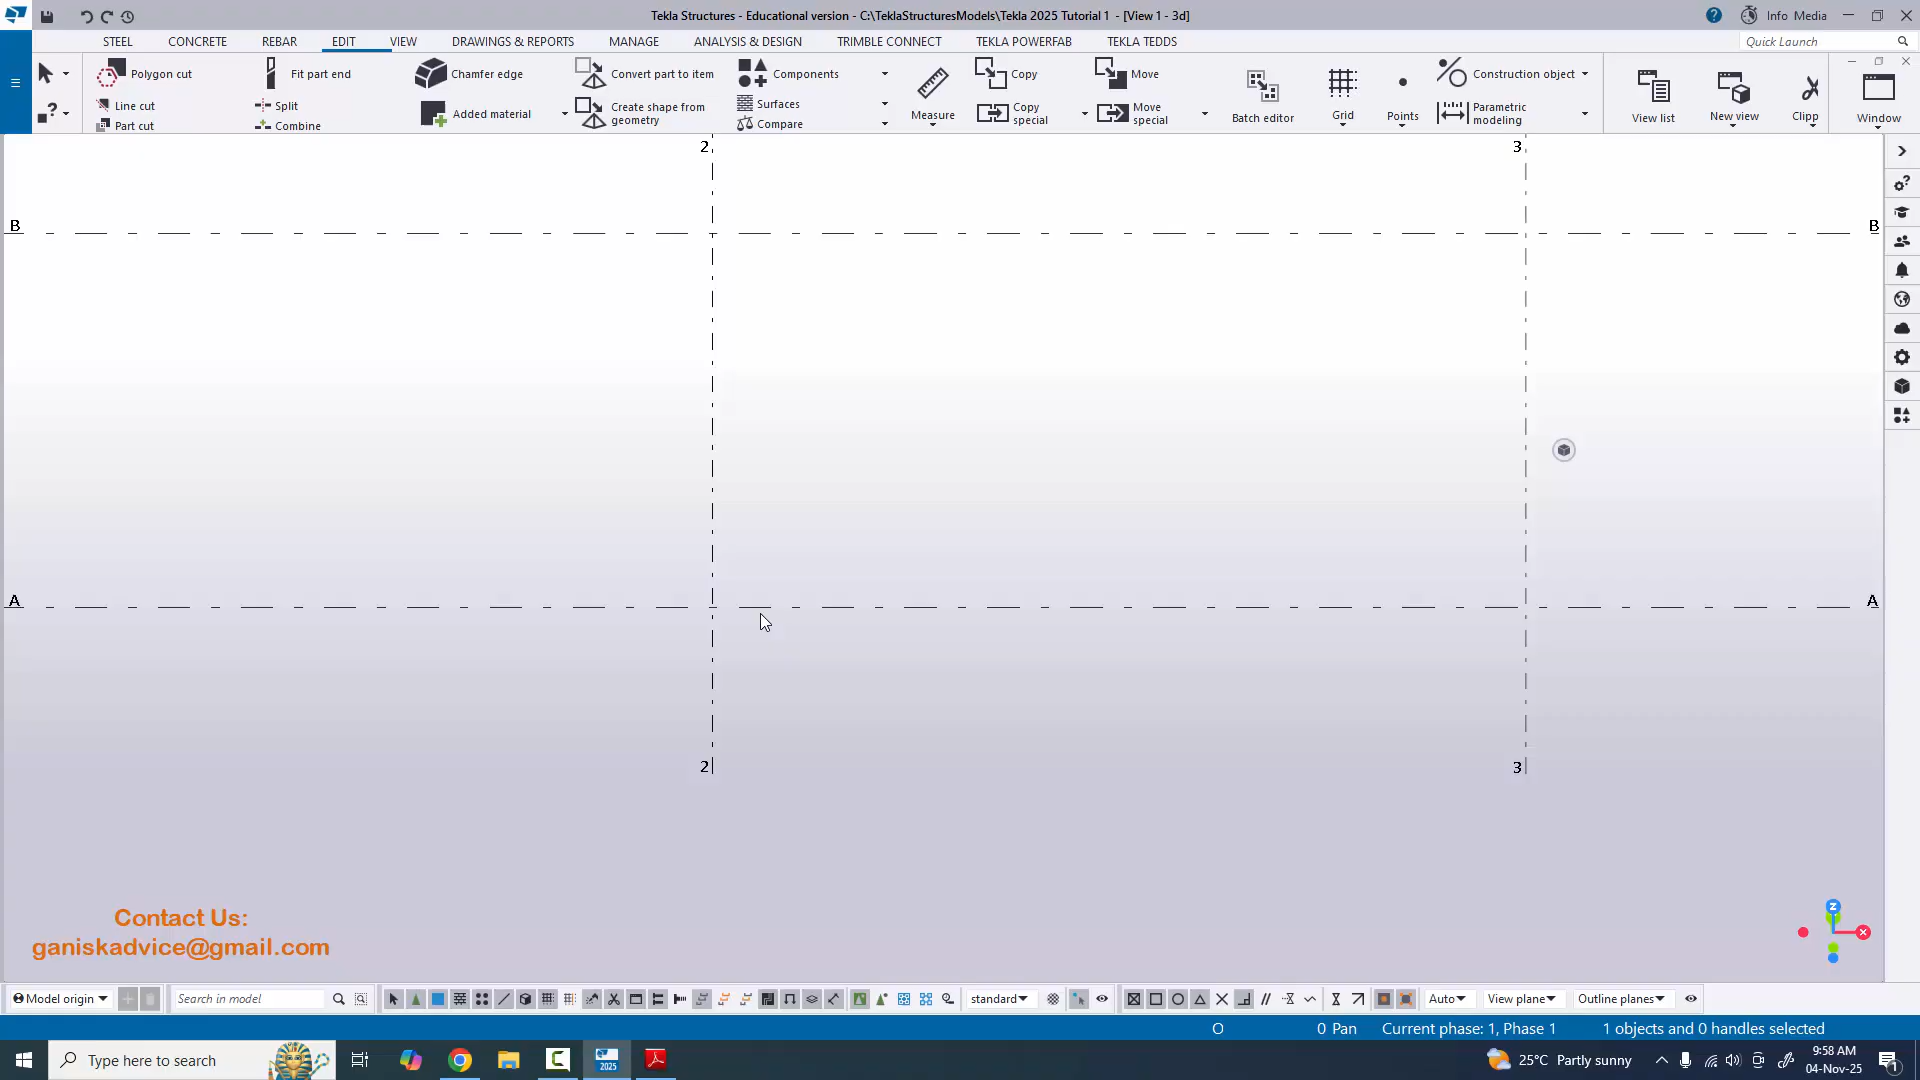 Tekla Structures - Educational version - C:\TeklaStructuresModels\Tekla 2025 Tutorial 1 - [View 1 - 3d]
Info Media
STEEL CONCRETE REBAR EDIT VIEW DRAWINGS & REPORTS MANAGE ANALYSIS & DESIGN TRIMBLE CONNECT TEKLA POWERFAB TEKLA TEDDS
Quick Launch
Polygon cut
Line cut
Part cut
Fit part end
Split
Combine
Chamfer edge
Added material
Convert part to item
Create shape from
geometry
Components
Surfaces
Compare
Measure
Copy
Copy
special
Move
Move
special
Batch editor
Grid
Points
Construction object
Parametric
modeling
View list
New view
Clipp
Window
2 3
B B
A A
2 3
Contact Us:
ganiskadvice@gmail.com
Z
X
Model origin
Search in model
standard
Auto
View plane
Outline planes
O
0 Pan
Current phase: 1, Phase 1
1 objects and 0 handles selected
Type here to search
2025
25°C Partly sunny
9:58 AM
04-Nov-25
1